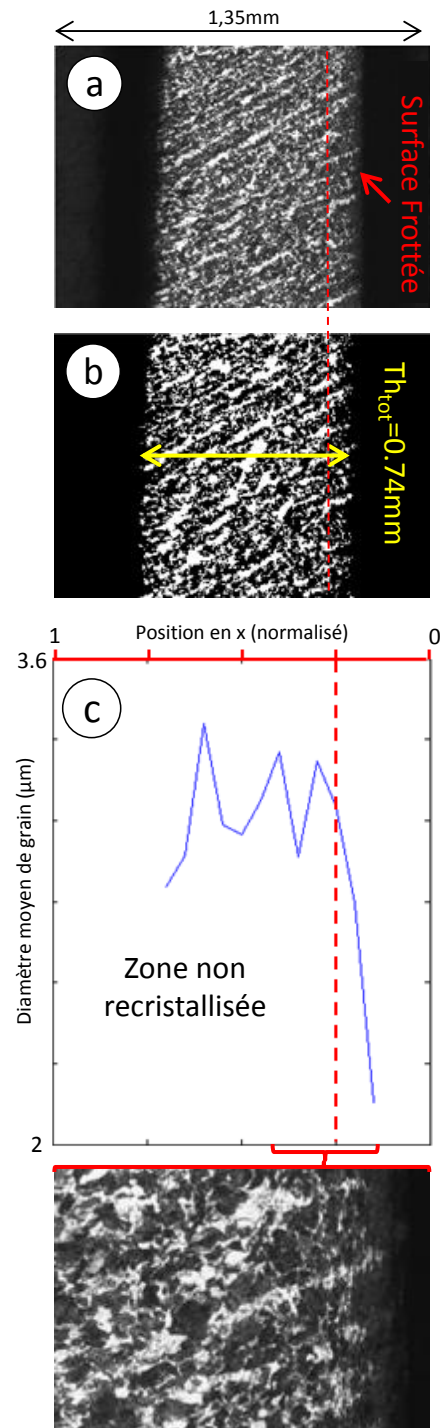 1,35mm
a
Surface Frottée
b
Th_tot=0.74mm
1
Position en x (normalisé)
0
3.6
c
Diamètre moyen de grain (µm)
Zone non
recristallisée
2